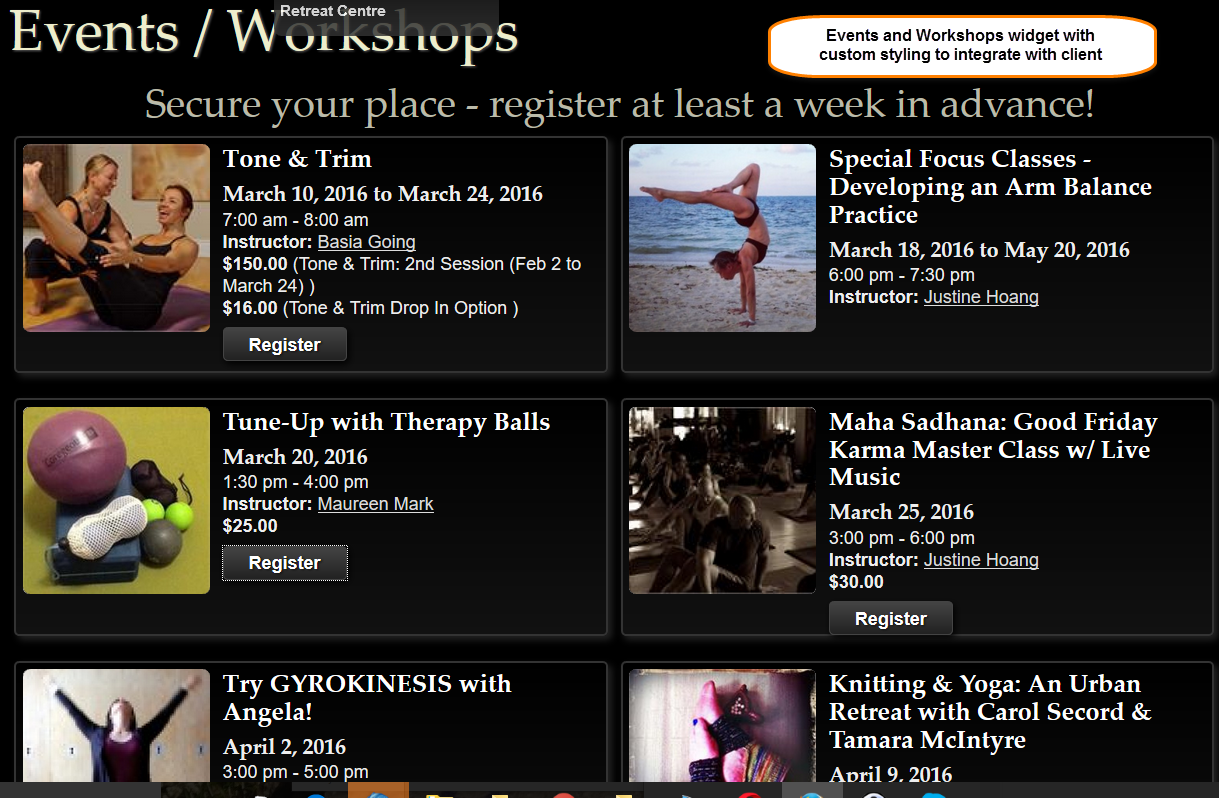 Retreat Centre
Events / Workshops
Events and Workshops widget with
custom styling to integrate with client
Secure your place - register at least a week in advance!
Tone & Trim
March 10, 2016 to March 24, 2016
7:00 am - 8:00 am
Instructor: Basia Going
$150.00 (Tone & Trim: 2nd Session (Feb 2 to
March 24) )
$16.00 (Tone & Trim Drop In Option )
Register
Special Focus Classes -
Developing an Arm Balance
Practice
March 18, 2016 to May 20, 2016
6:00 pm - 7:30 pm
Instructor: Justine Hoang
Tune-Up with Therapy Balls
March 20, 2016
1:30 pm - 4:00 pm
Instructor: Maureen Mark
$25.00
Register
Maha Sadhana: Good Friday
Karma Master Class w/ Live
Music
March 25, 2016
3:00 pm - 6:00 pm
Instructor: Justine Hoang
$30.00
Register
Try GYROKINESIS with
Angela!
April 2, 2016
3:00 pm - 5:00 pm
Knitting & Yoga: An Urban
Retreat with Carol Secord &
Tamara McIntyre
April 9, 2016